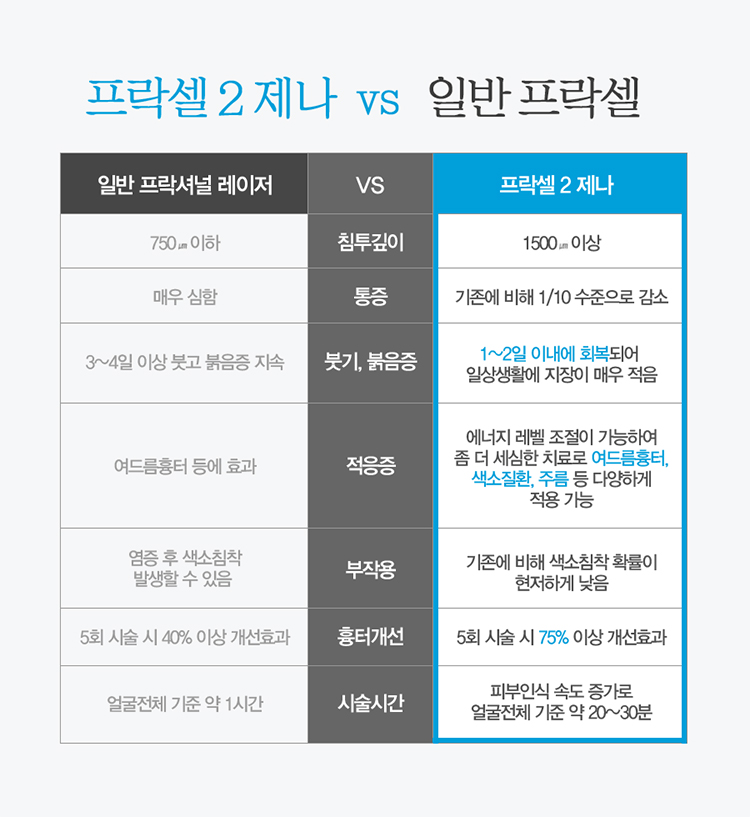 프락셀 2 제나 vs 일반 프락셀
일반 프락셔널 레이저 VS 프락셀 2 제나
750㎛ 이하 침투깊이 1500㎛ 이상
매우 심함 통증 기존에 비해 1/10 수준으로 감소
3~4일 이상 붓고 붉음증 지속 붓기, 붉음증 1~2일 이내에 회복되어
일상생활에 지장이 매우 적음
여드름흉터 등에 효과 적응증 에너지 레벨 조절이 가능하여
좀 더 세심한 치료로 여드름흉터,
색소질환, 주름 등 다양하게
적용 가능
염증 후 색소침착
발생할 수 있음 부작용 기존에 비해 색소침착 확률이
현저하게 낮음
5회 시술 시 40% 이상 개선효과 흉터개선 5회 시술 시 75% 이상 개선효과
얼굴전체 기준 약 1시간 시술시간 피부인식 속도 증가로
얼굴전체 기준 약 20~30분